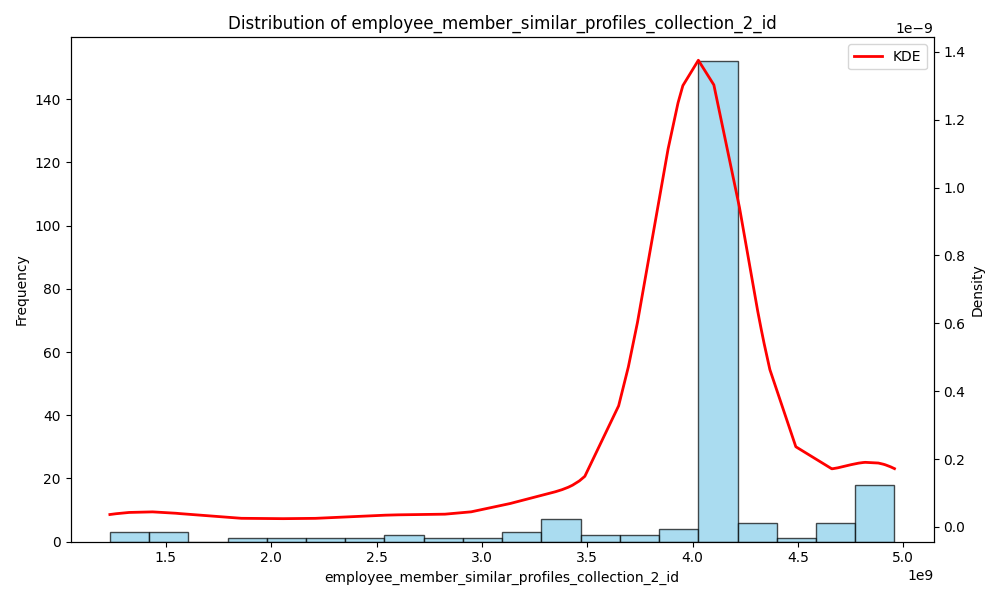 Distribution of employee_member_similar_profiles_collection_2_id
1e−9
KDE
Frequency
0
20
40
60
80
100
120
140
Density
0.0
0.2
0.4
0.6
0.8
1.0
1.2
1.4
1.5 2.0 2.5 3.0 3.5 4.0 4.5 5.0
1e9
employee_member_similar_profiles_collection_2_id